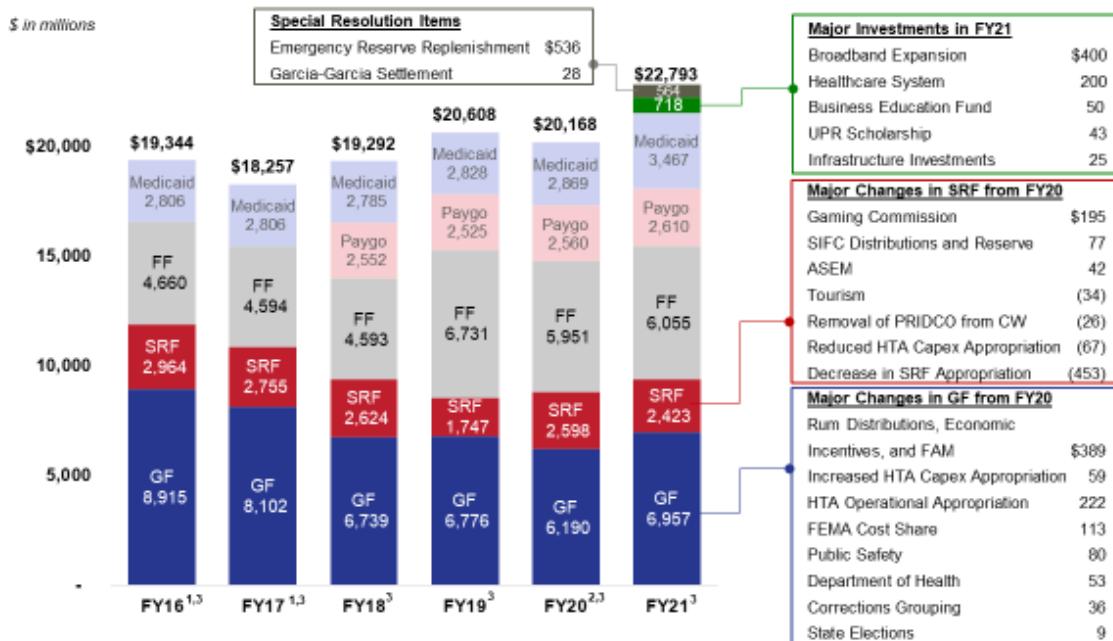 $ in millions
Special Resolution Items
Emergency Reserve Replenishment $536
Garcia-Garcia Settlement 28
Major Investments in FY21
Broadband Expansion $400
Healthcare System 200
Business Education Fund 50
UPR Scholarship 43
Infrastructure Investments 25
Major Changes in SRF from FY20
Gaming Commission $195
SIFC Distributions and Reserve 77
ASEM 42
Tourism (34)
Removal of PRIDCO from CW (26)
Reduced HTA Capex Appropriation (67)
Decrease in SRF Appropriation (453)
Major Changes in GF from FY20
Rum Distributions, Economic
Incentives, and FAM $389
Increased HTA Capex Appropriation 59
HTA Operational Appropriation 222
FEMA Cost Share 113
Public Safety 80
Department of Health 53
Corrections Grouping 36
State Elections 9
$20,000
15,000
10,000
5,000
-
$19,344
Medicaid
2,806
FF
4,660
SRF
2,964
GF
8,915
FY16 1,3
$18,257
Medicaid
2,806
FF
4,594
SRF
2,755
GF
8,102
FY17 1,3
$19,292
Medicaid
2,785
Paygo
2,552
FF
4,593
SRF
2,624
GF
6,739
FY18 3
$20,608
Medicaid
2,828
Paygo
2,525
FF
6,731
SRF
1,747
GF
6,776
FY19 3
$20,168
Medicaid
2,869
Paygo
2,560
FF
5,951
SRF
2,598
GF
6,190
FY20 2,3
$22,793
564
718
Medicaid
3,467
Paygo
2,610
FF
6,055
SRF
2,423
GF
6,957
FY21 3